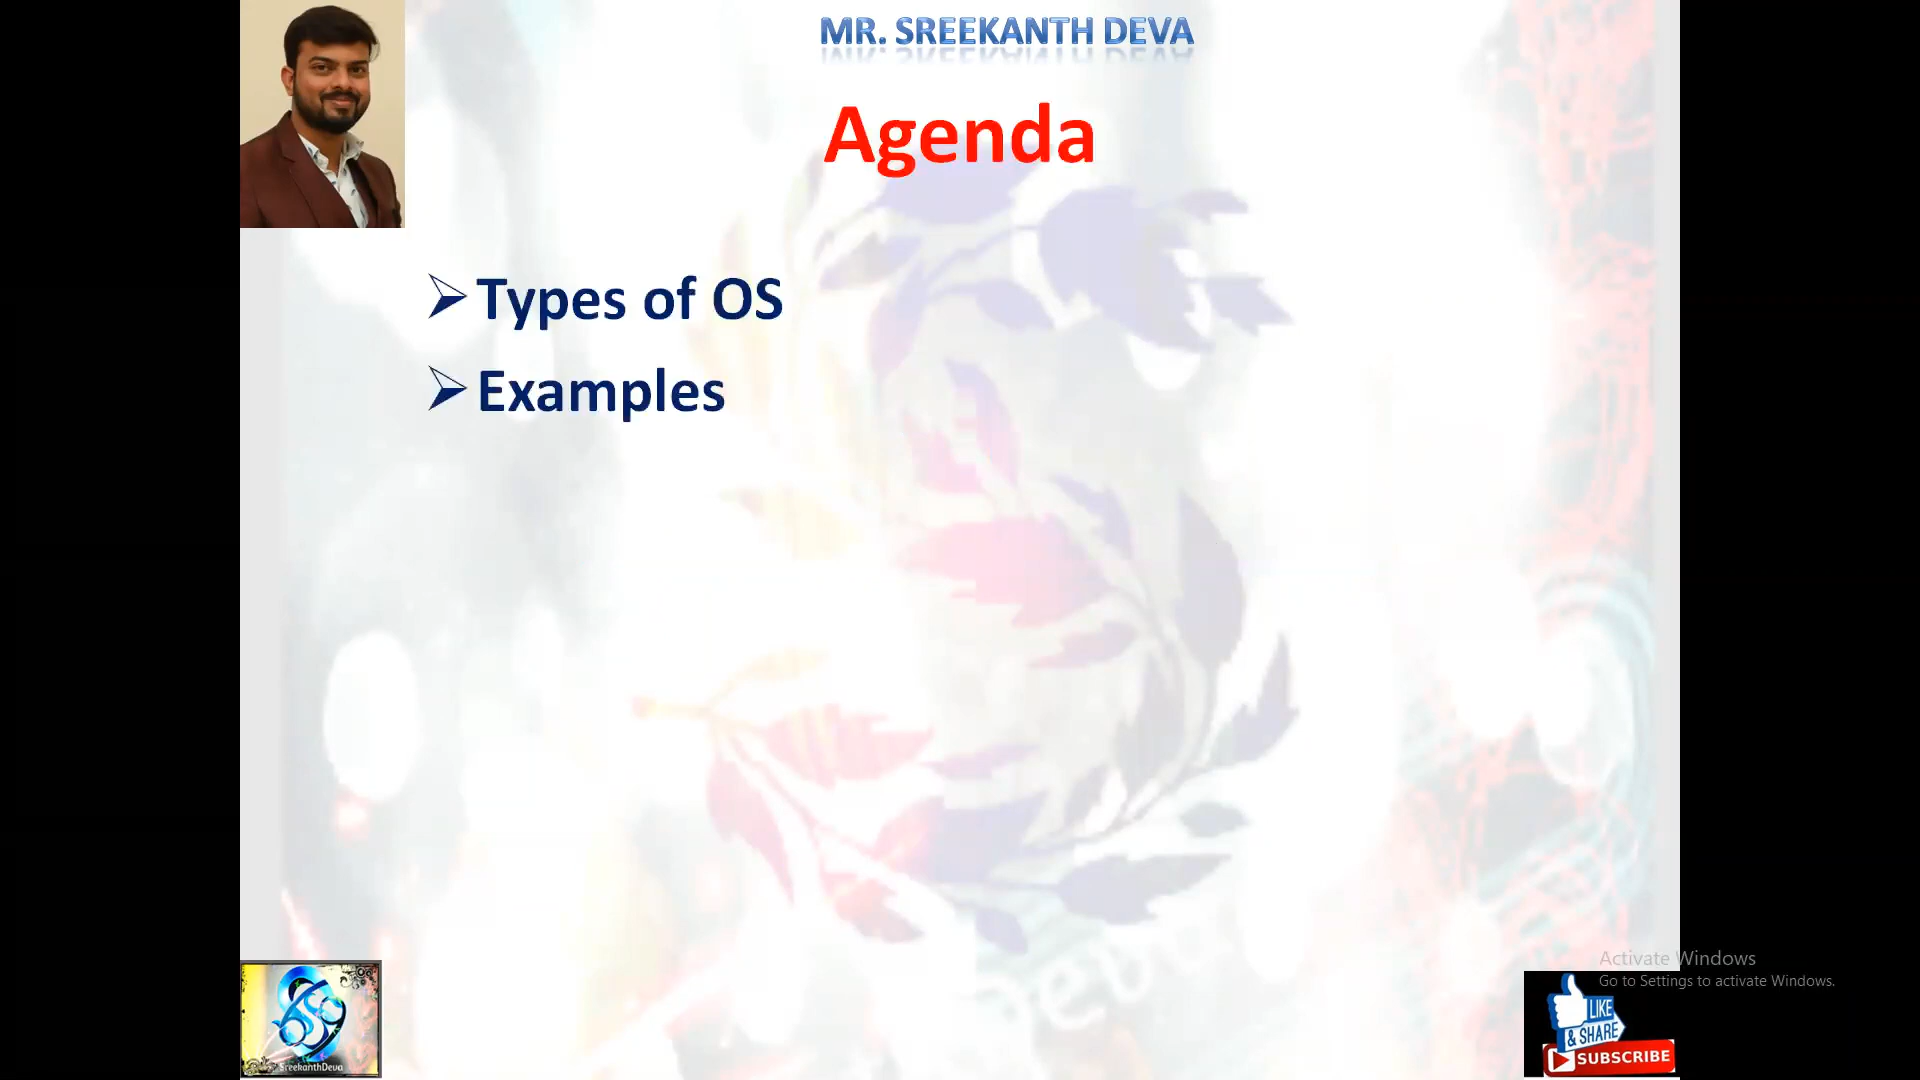 MR. SREEKANTH DEVA
Agenda
Types of OS
Examples
Activate Windows
Go to Settings to activate Windows.
LIKE
& SHARE
SUBSCRIBE
SreekanthDeva